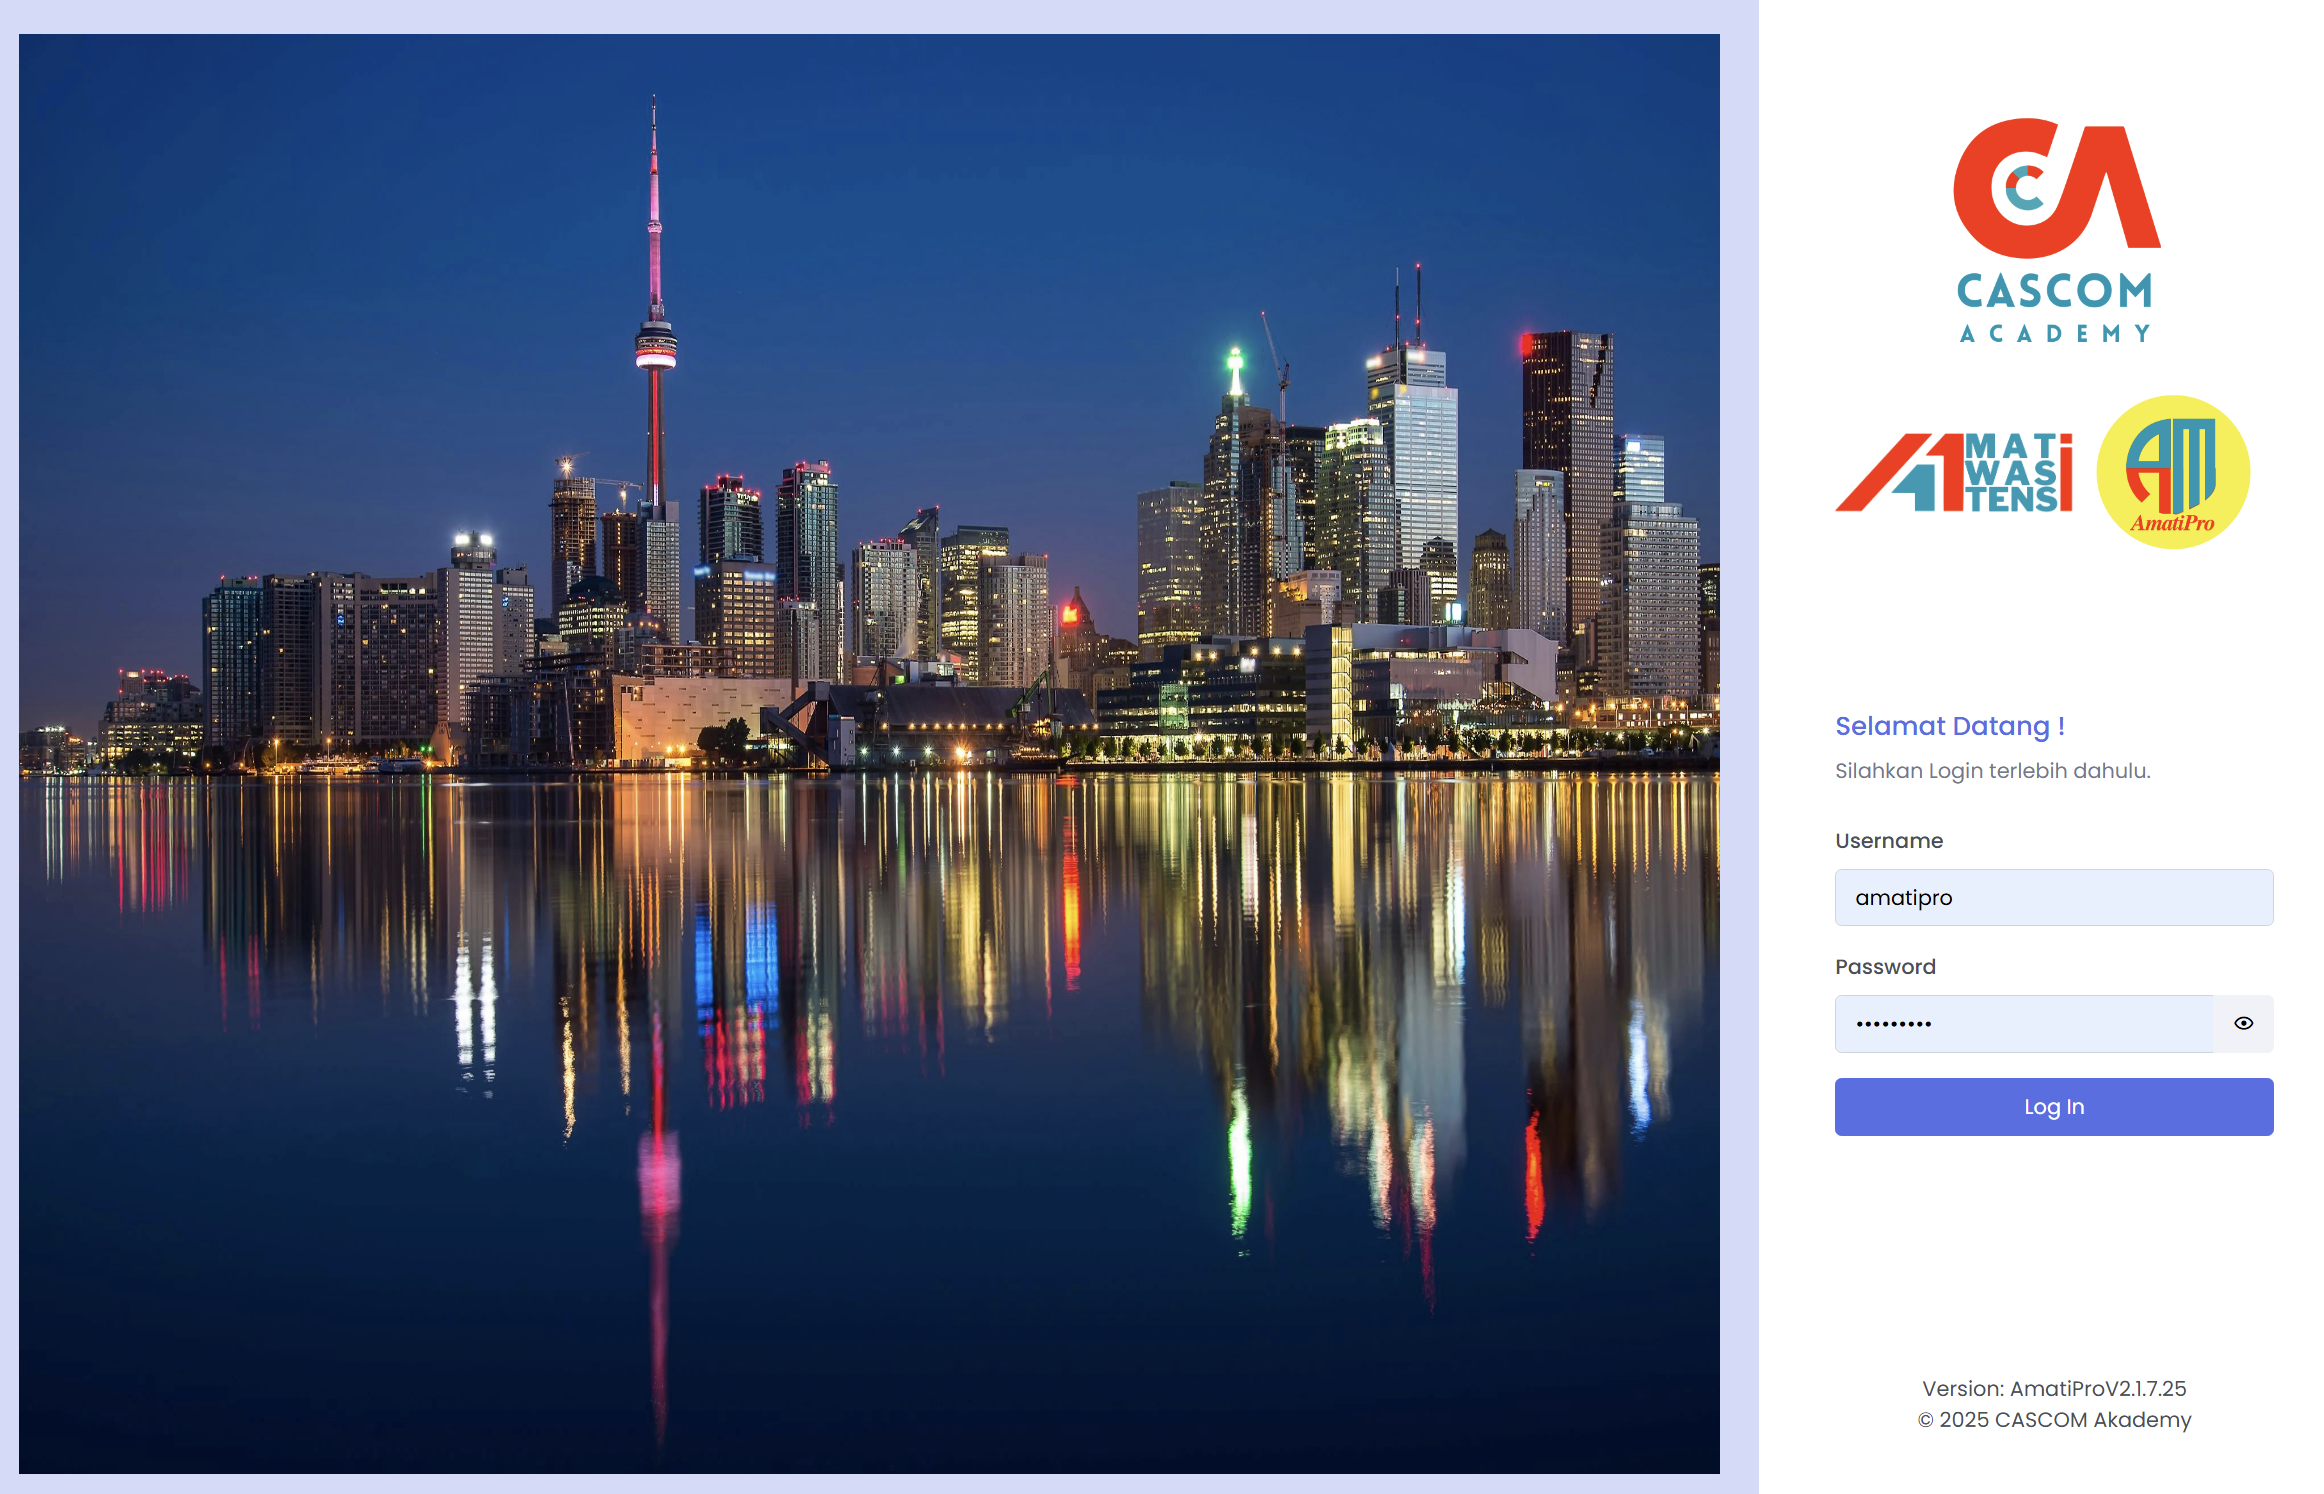 CASCOM
ACADEMY
MATi
WASi
TENSi
AM
AmatiPro
Selamat Datang !
Silahkan Login terlebih dahulu.
Username
amatipro
Password
•••••••••
Log In
Version: AmatiProV2.1.7.25
© 2025 CASCOM Akademy